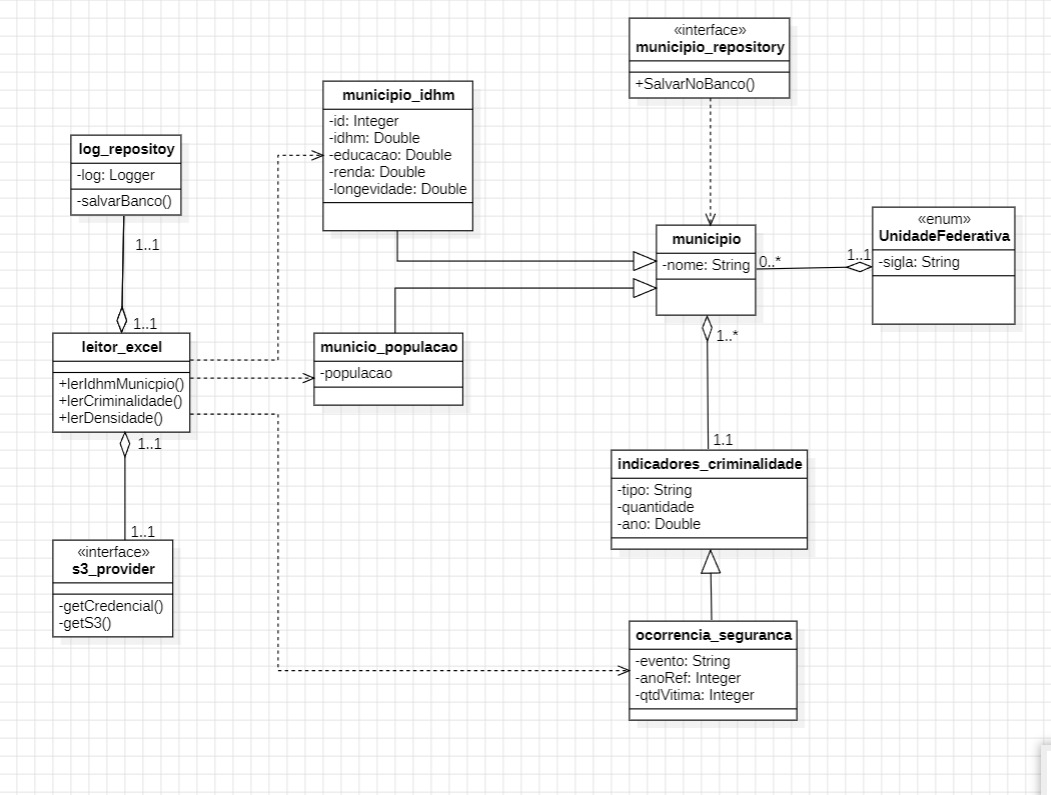 «interface»
municipio_repository
+SalvarNoBanco()
municipio_idhm
-id: Integer
-idhm: Double
-educacao: Double
-renda: Double
-longevidade: Double
log_repositoy
-log: Logger
-salvarBanco()
1..1
1..1
leitor_excel
+lerIdhmMunicpio()
+lerCriminalidade()
+lerDensidade()
1..1
1..1
«interface»
s3_provider
-getCredencial()
-getS3()
municio_populacao
-populacao
municipio
-nome: String
0..*
1..1
«enum»
UnidadeFederativa
-sigla: String
1..*
1.1
indicadores_criminalidade
-tipo: String
-quantidade
-ano: Double
ocorrencia_seguranca
-evento: String
-anoRef: Integer
-qtdVitima: Integer